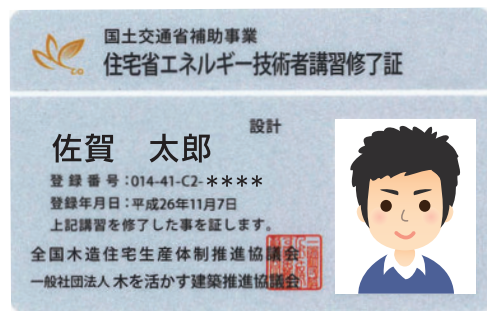 国土交通省補助事業
住宅省エネルギー技術者講習修了証
設計
佐賀　太郎
登録番号：014-41-C2-＊＊＊＊
登録年月日：平成26年11月7日
上記講習を修了した事を証します。
全国木造住宅生産体制推進協議会
一般社団法人 木を活かす建築推進協議会